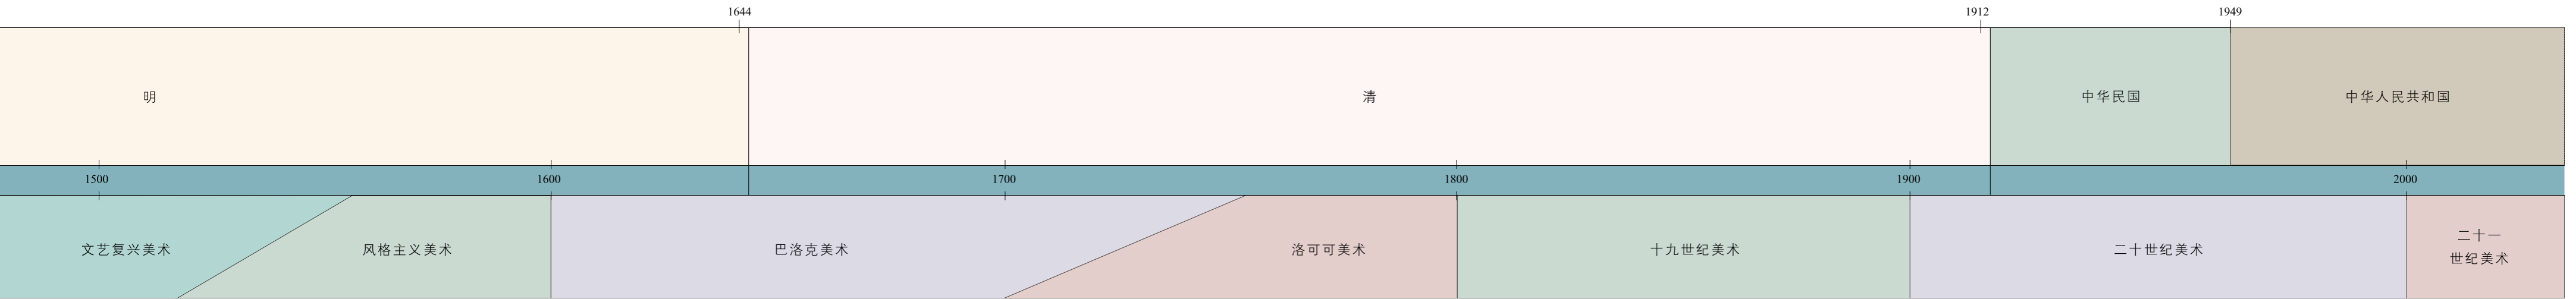 1644
1912
1949
明
清
中华民国
中华人民共和国
1500
1600
1700
1800
1900
2000
文艺复兴美术
风格主义美术
巴洛克美术
洛可可美术
十九世纪美术
二十世纪美术
二十一
世纪美术